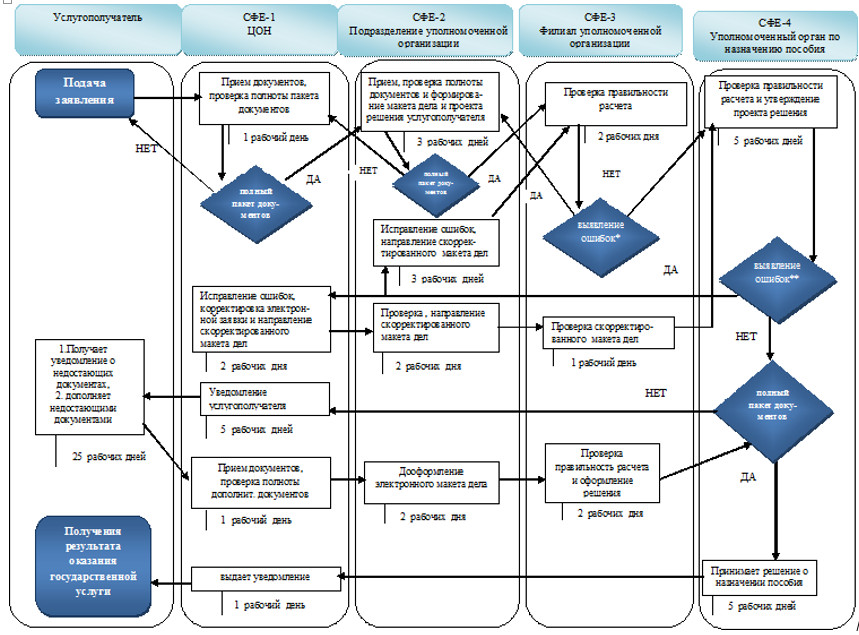 Услугополучатель
СФЕ-1
ЦОН
СФЕ-2
Подразделение уполномоченной
организации
СФЕ-3
Филиал уполномоченной
организации
СФЕ-4
Уполномоченный орган по
назначению пособия
Подача
заявления
Прием документов,
проверка полноты пакета
документов
1 рабочий день
Прием, проверка полноты
документов и формирова-
ние макета дела и проекта
решения услугополучателя
3 рабочих дней
Проверка правильности
расчета
2 рабочих дня
Проверка правильности
расчета и утверждение
проекта решения
5 рабочих дней
НЕТ
полный
пакет доку-
ментов
ДА
НЕТ
полный
пакет доку-
ментов
ДА
ДА
НЕТ
выявление
ошибок*
ДА
Исправление ошибок,
направление скоррек-
тированного макета дел
3 рабочих дней
выявление
ошибок**
НЕТ
Исправление ошибок,
корректировка электрон-
ной заявки и направление
скорректированного
макета дел
2 рабочих дня
Проверка , направление
скорректированного
макета дел
2 рабочих дня
Проверка скорректиро-
ванного макета дел
1 рабочий день
1.Получает
уведомление о
недостающих
документах,
2. дополняет
недостающими
документами
25 рабочих дней
Уведомление
услугополучателя
5 рабочих дней
НЕТ
полный
пакет доку-
ментов
ДА
Прием документов,
проверка полноты
дополнит. документов
1 рабочий день
Дооформление
электронного макета дела
2 рабочих дня
Проверка
правильность расчета
и оформление
решения
2 рабочих дня
Получения
результата
оказания
государственной
услуги
выдает уведомление
1 рабочий день
Принимает решение о
назначении пособия
5 рабочих дней